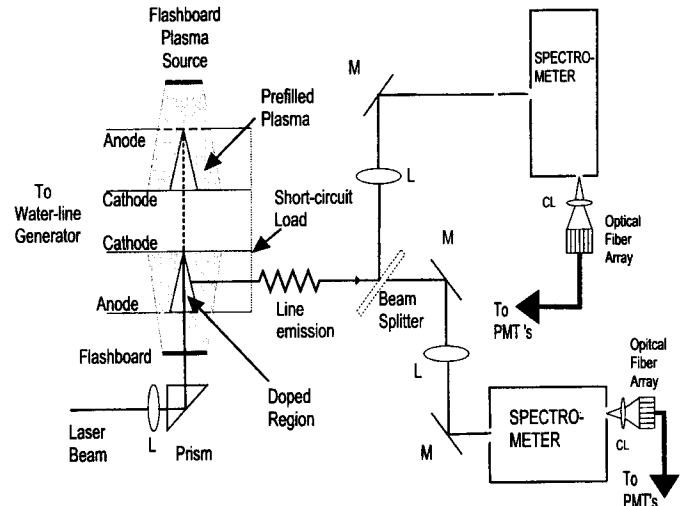 Flashboard
Plasma
Source
M
SPECTRO-
METER
Prefilled
Plasma
Anode
To
Water-line
Generator
Cathode
Short-circuit
Load
L
CL
Optical
Fiber
Array
Cathode
M
Anode
Line
emission
Beam
Splitter
To
PMT's
Flashboard
L
Opitcal
Fiber
Array
Doped
Region
SPECTRO-
METER
Laser
Beam
L
Prism
M
CL
To
PMT's